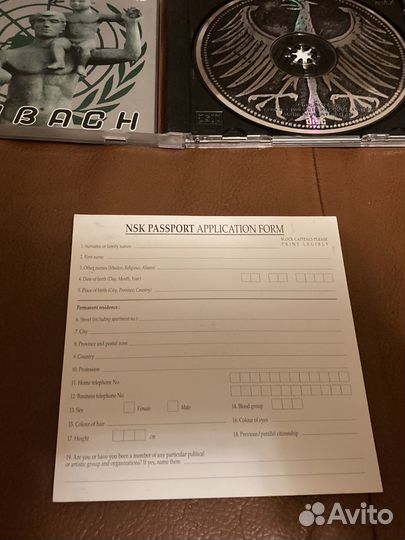 IBACH
disc
NSK PASSPORT APPLICATION FORM
BLOCK CAPITALS PLEASE
PRINT LEGIBLY
1. Surname or family name
2. First name
3. Other names (Maiden, Religious, Aliases)
4. Date of birth (Day, Month, Year)
5. Place of birth (City, Province, Country)
Permanent residence :
6. Street (including apartment no.)
7. City
8. Province and postal zone
9. Country
10. Profession
11. Home telephone No.
12. Business telephone No.
13. Sex Female Male 14. Blood group
15. Colour of hair 16. Colour of eyes
17. Height cm 18. Previous/parallel citizenship
19. Are you or have you been a member of any particular political
or artistic group and organizations? If yes, name them
Avito